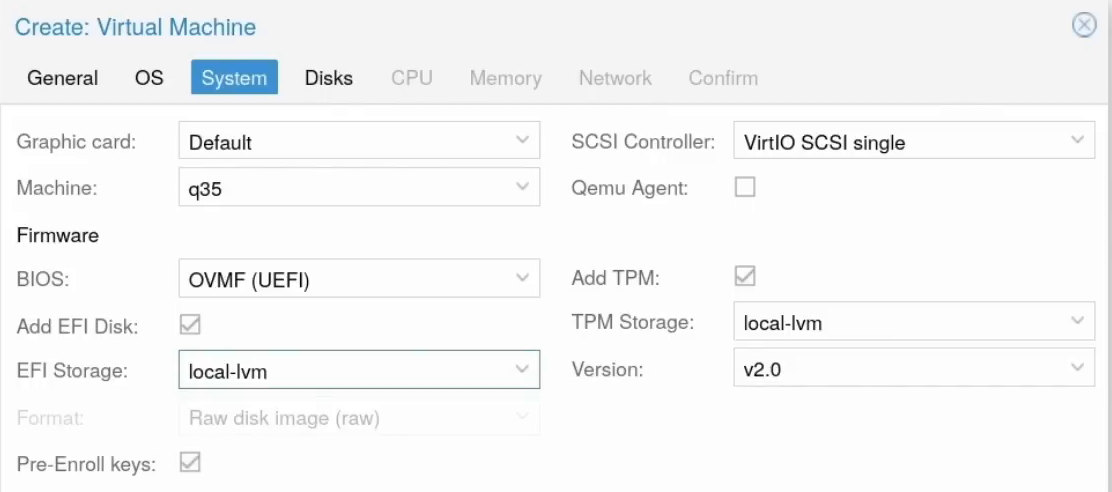 Create: Virtual Machine
General OS System Disks CPU Memory Network Confirm
Graphic card: Default SCSI Controller: VirtIO SCSI single
Machine: q35 Qemu Agent:
Firmware
BIOS: OVMF (UEFI) Add TPM:
Add EFI Disk: TPM Storage: local-lvm
EFI Storage: local-lvm Version: v2.0
Format: Raw disk image (raw)
Pre-Enroll keys: